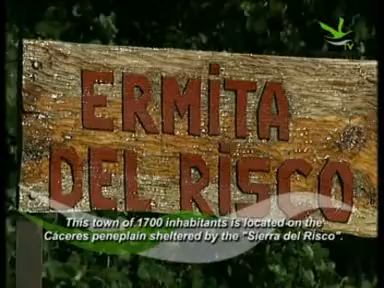 ERMITA
DEL RISCO
This town of 1700 inhabitants is located on the
Cáceres peneplain sheltered by the "Sierra del Risco".